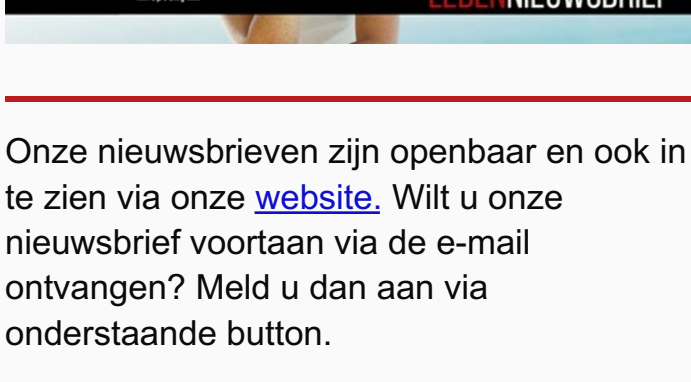 LEDENNIEUWSBRIEF
Onze nieuwsbrieven zijn openbaar en ook in
te zien via onze website. Wilt u onze
nieuwsbrief voortaan via de e-mail
ontvangen? Meld u dan aan via
onderstaande button.